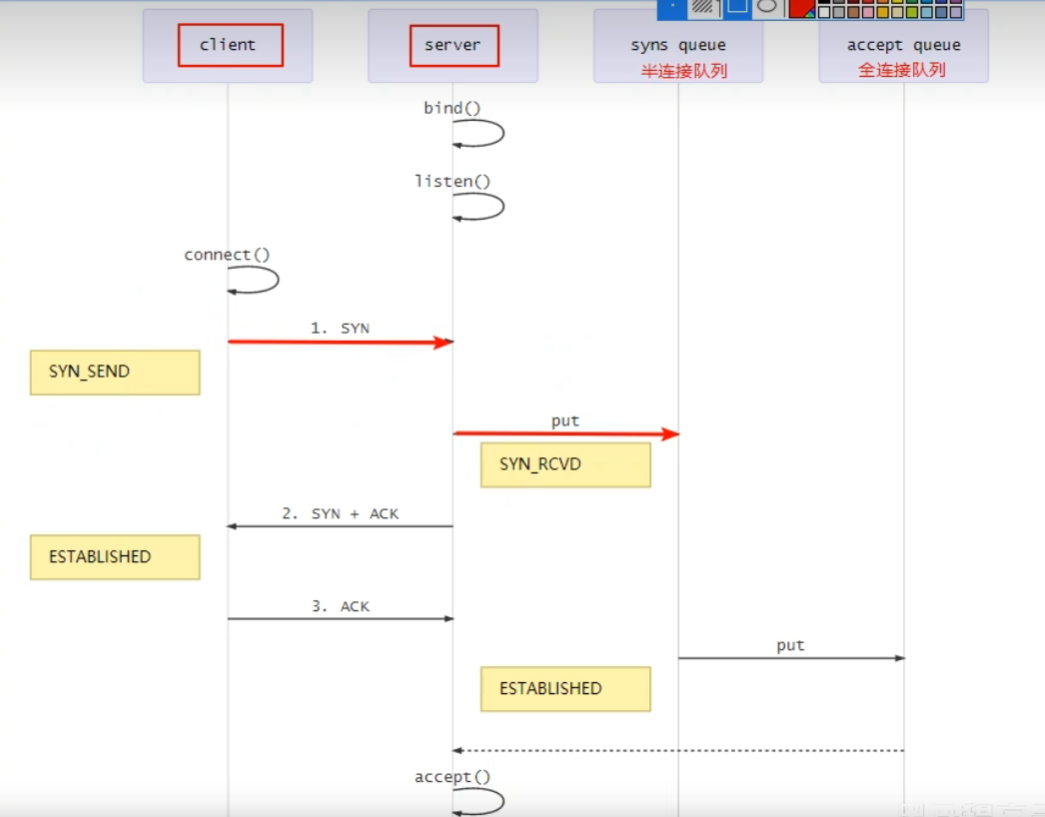 client
server
syns queue
半连接队列
accept queue
全连接队列
bind()
listen()
connect()
1. SYN
SYN_SEND
put
SYN_RCVD
2. SYN + ACK
ESTABLISHED
3. ACK
put
ESTABLISHED
accept()